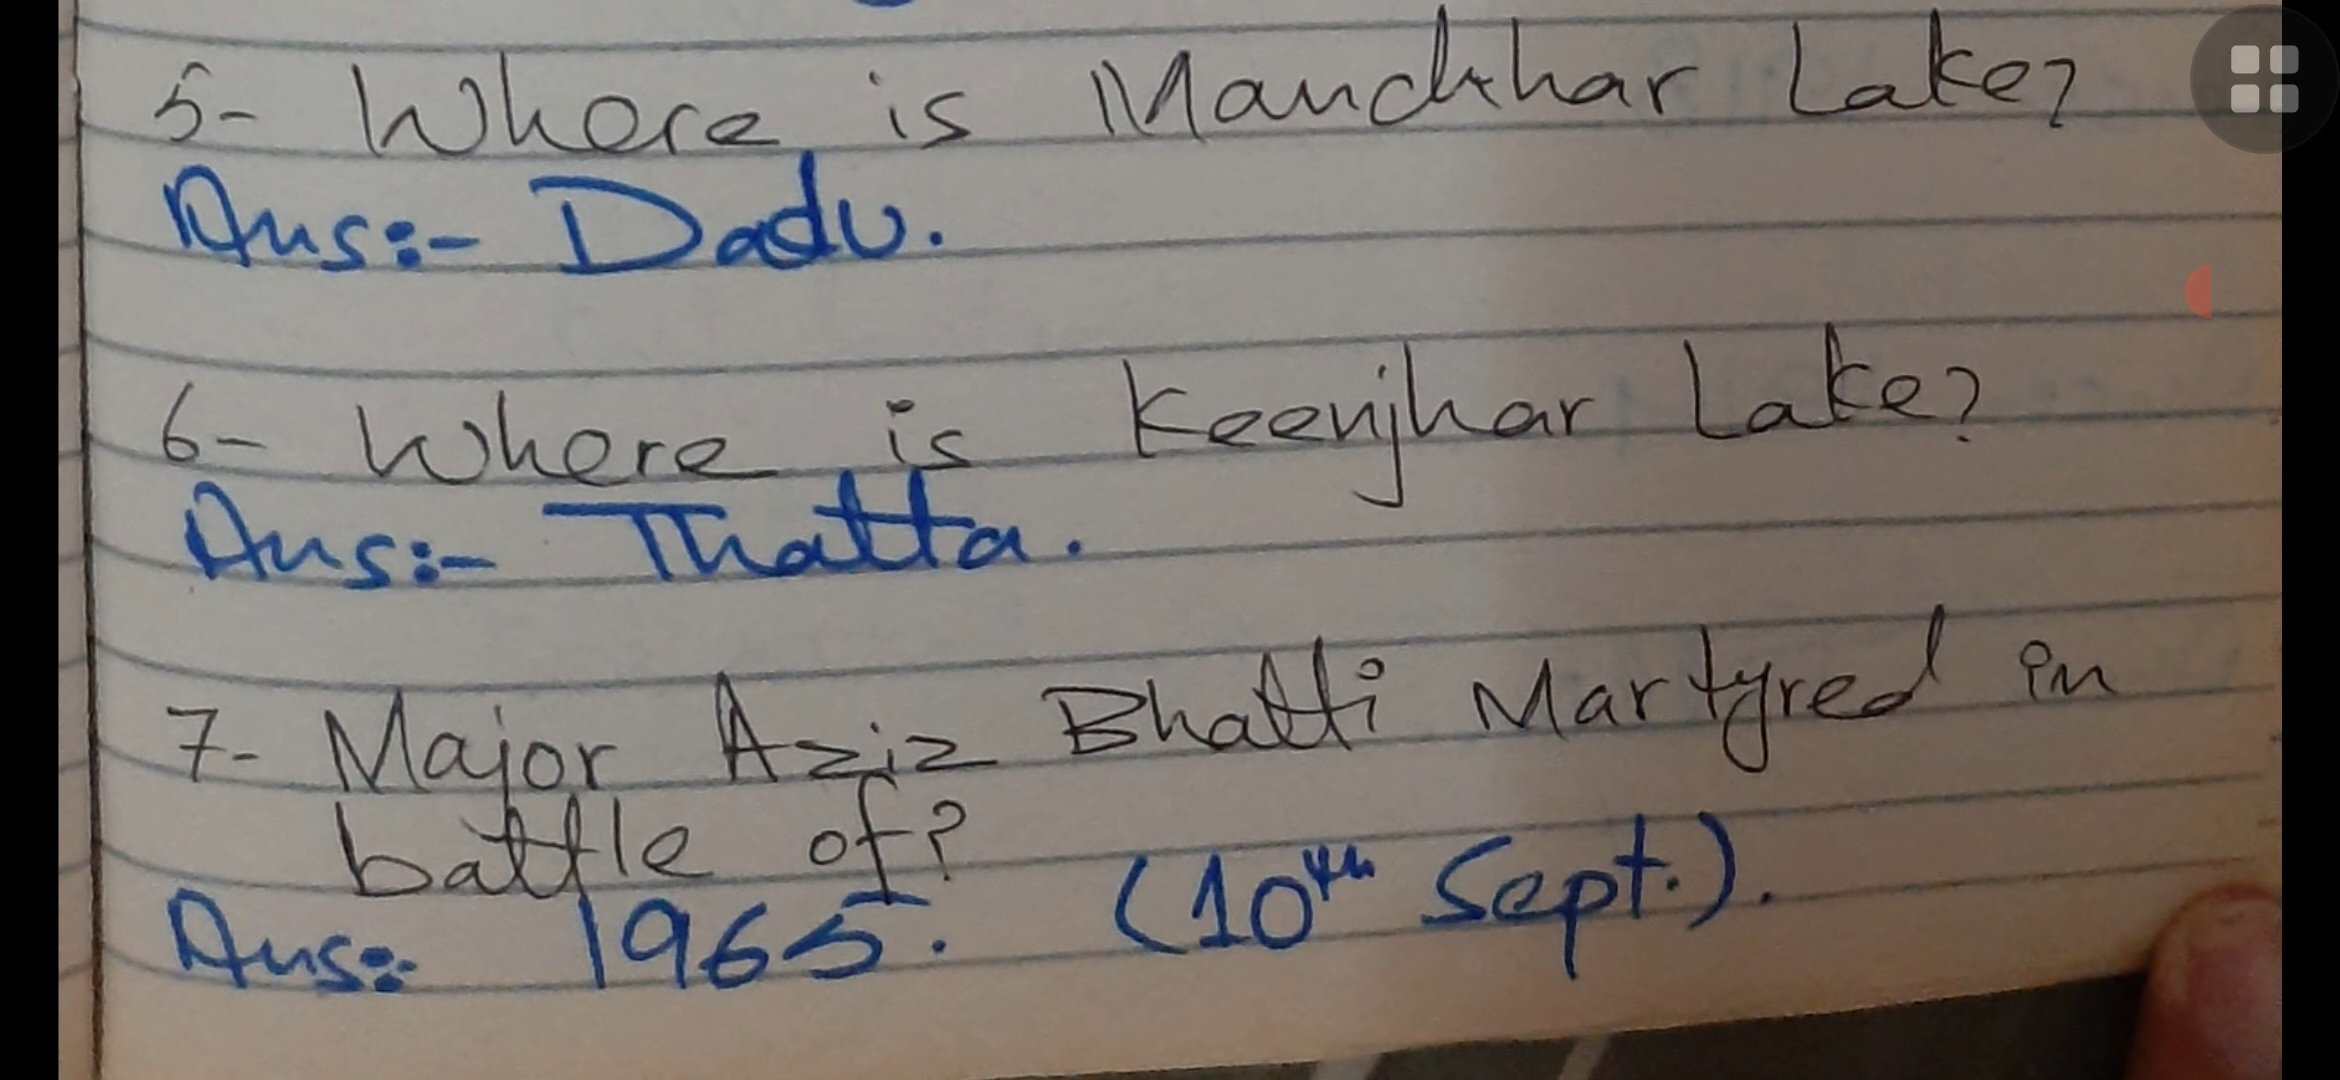 5- Where is Manckhar Lake?
Ans:- Dadu.
6- Where is Keenjhar Lake?
Ans:- Thatta.
7- Major Aziz Bhatti Martyred in
battle of?
Ans:- 1965. (10th Sept.).